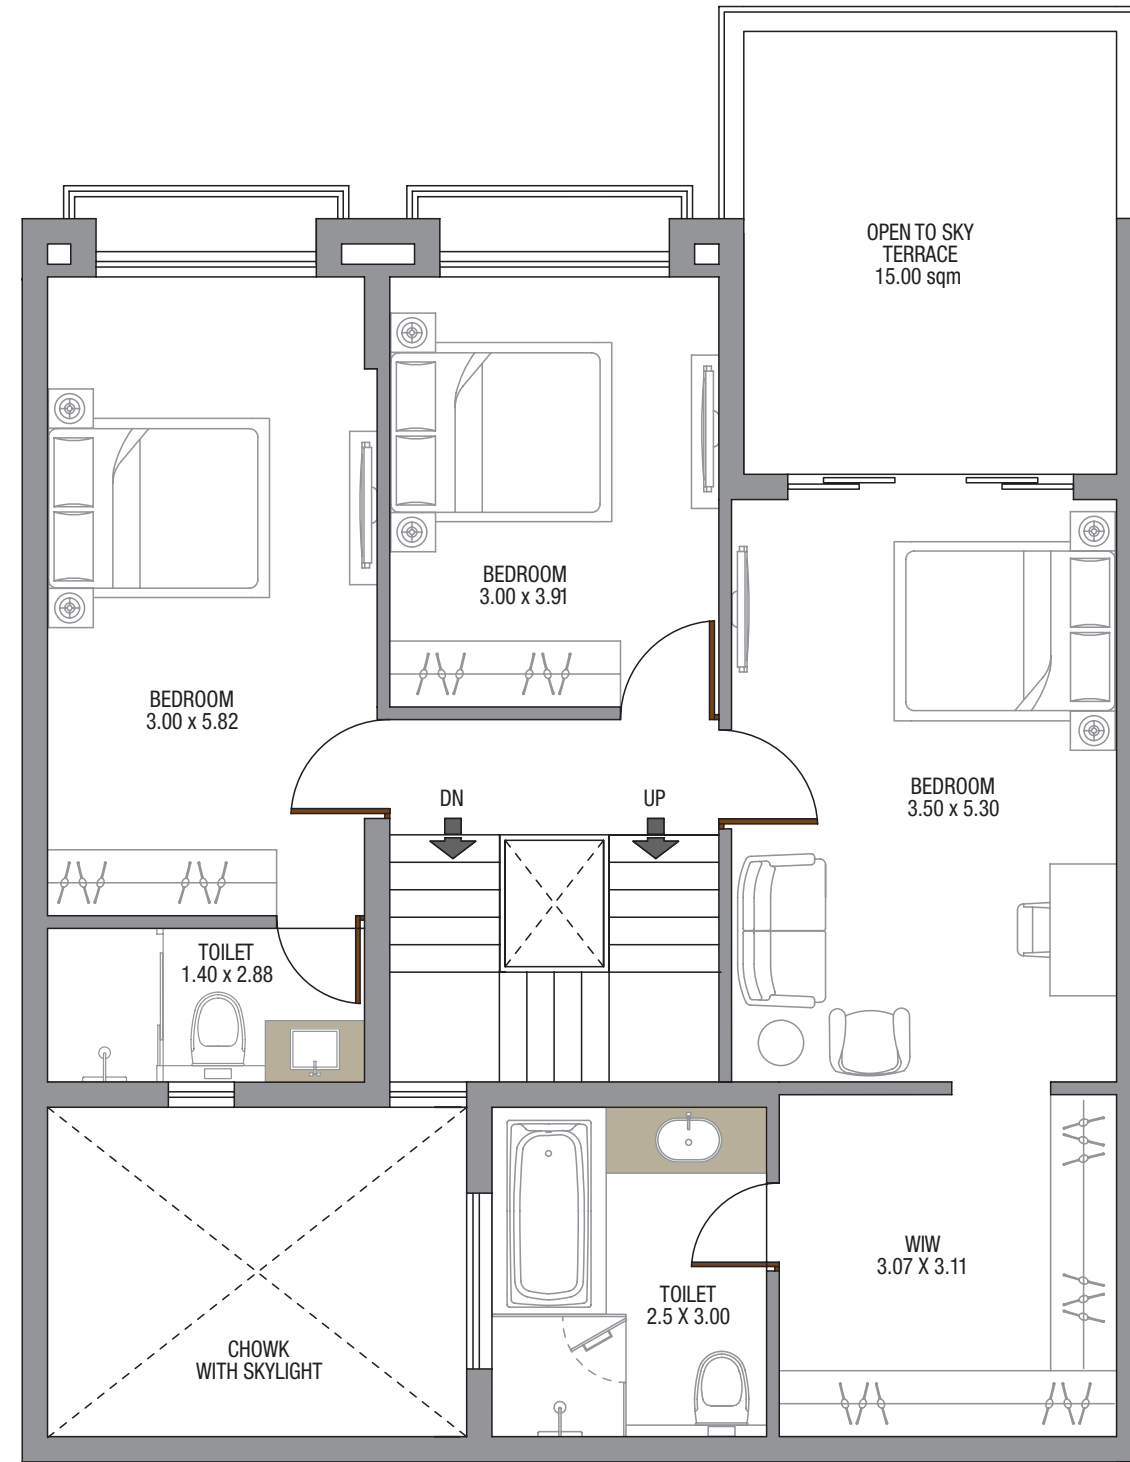 OPEN TO SKY
TERRACE
15.00 sqm
BEDROOM
3.00 x 3.91
BEDROOM
3.00 x 5.82
BEDROOM
3.50 x 5.30
DN
UP
TOILET
1.40 x 2.88
WIW
3.07 X 3.11
TOILET
2.5 X 3.00
CHOWK
WITH SKYLIGHT